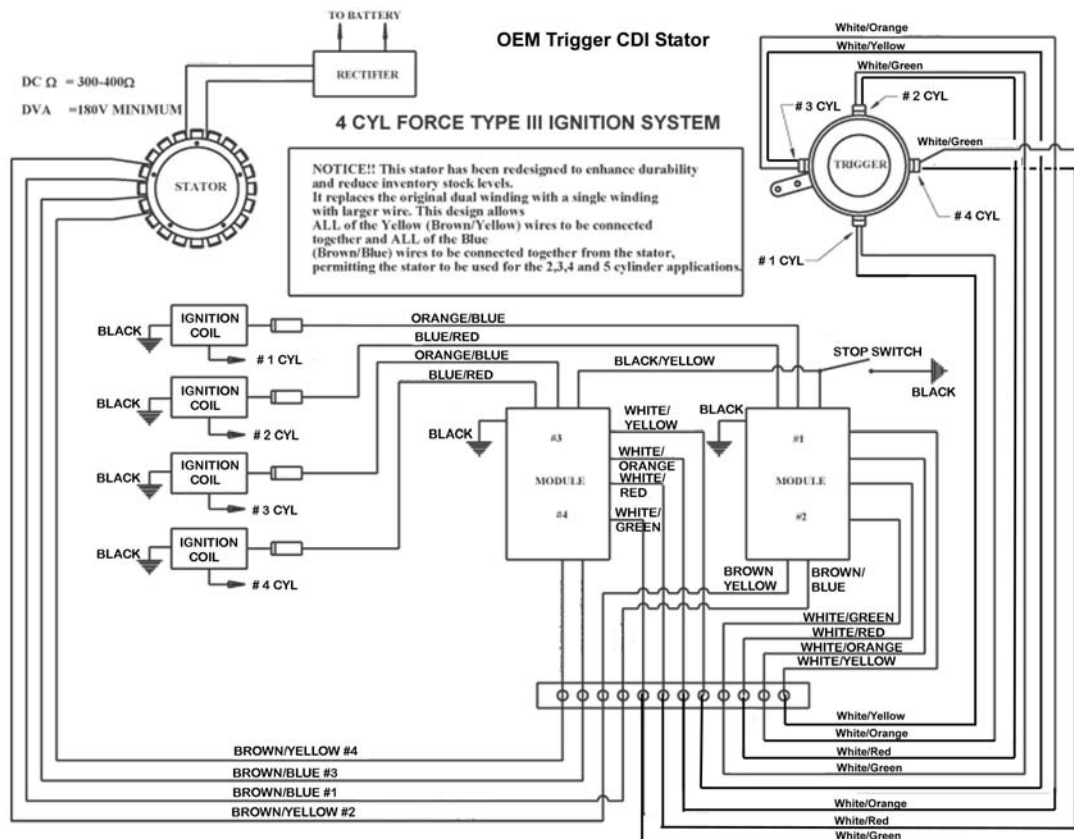 TO BATTERY
OEM Trigger CDI Stator
White/Orange
White/Yellow
White/Green
RECTIFIER
DC Ω = 300-400Ω
DVA =180V MINIMUM
# 3 CYL
# 2 CYL
4 CYL FORCE TYPE III IGNITION SYSTEM
White/Green
STATOR
TRIGGER
NOTICE!! This stator has been redesigned to enhance durability
and reduce inventory stock levels.
It replaces the original dual winding with a single winding
with larger wire. This design allows
ALL of the Yellow (Brown/Yellow) wires to be connected
together and ALL of the Blue
(Brown/Blue) wires to be connected together from the stator,
permitting the stator to be used for the 2,3,4 and 5 cylinder applications.
# 4 CYL
# 1 CYL
BLACK
IGNITION
COIL
# 1 CYL
ORANGE/BLUE
BLUE/RED
ORANGE/BLUE
BLUE/RED
BLACK/YELLOW
STOP SWITCH
BLACK
BLACK
IGNITION
COIL
# 2 CYL
BLACK
IGNITION
COIL
# 3 CYL
BLACK
IGNITION
COIL
# 4 CYL
BLACK
#3
MODULE
#4
WHITE/
YELLOW
WHITE/
ORANGE
WHITE/
RED
WHITE/
GREEN
BLACK
#1
MODULE
#2
BROWN
YELLOW
BROWN/
BLUE
WHITE/GREEN
WHITE/RED
WHITE/ORANGE
WHITE/YELLOW
White/Yellow
White/Orange
White/Red
White/Green
BROWN/YELLOW #4
BROWN/BLUE #3
BROWN/BLUE #1
BROWN/YELLOW #2
White/Orange
White/Red
White/Green